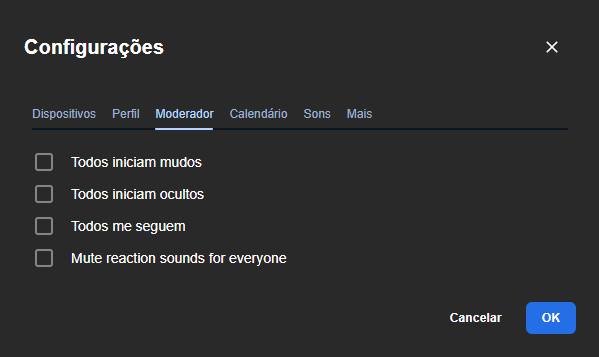 Configurações
Dispositivos Perfil Moderador Calendário Sons Mais
Todos iniciam mudos
Todos iniciam ocultos
Todos me seguem
Mute reaction sounds for everyone
Cancelar OK